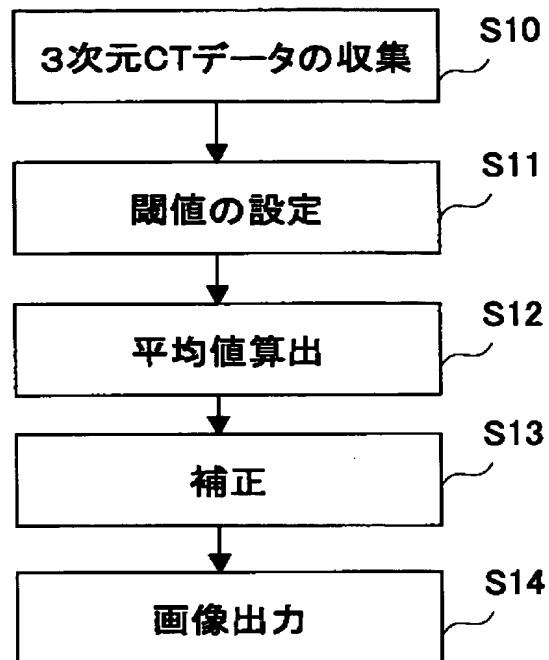 S10
3次元CTデータの収集
S11
閾値の設定
S12
平均値算出
S13
補正
S14
画像出力